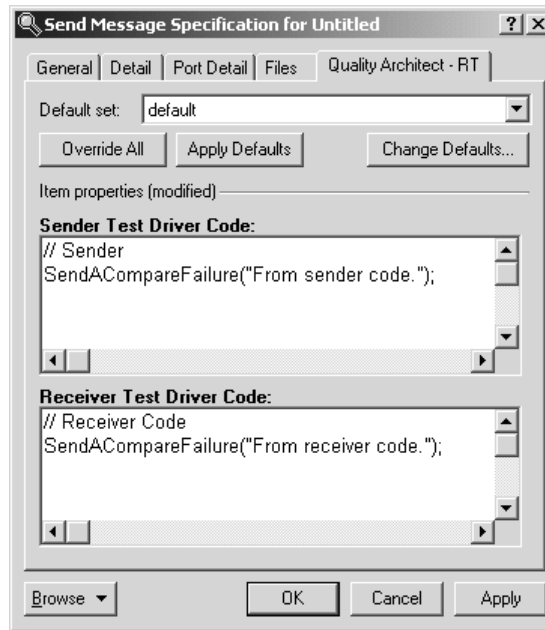 Send Message Specification for Untitled
General
Detail
Port Detail
Files
Quality Architect - RT
Default set:
default
Override All
Apply Defaults
Change Defaults...
Item properties (modified)
Sender Test Driver Code:
// Sender
SendACompareFailure("From sender code.");
Receiver Test Driver Code:
// Receiver Code
SendACompareFailure("From receiver code.");
Browse
OK
Cancel
Apply